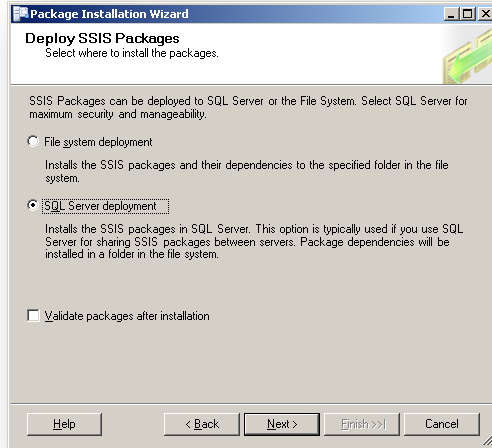 Package Installation Wizard
Deploy SSIS Packages
Select where to install the packages.
SSIS Packages can be deployed to SQL Server or the File System. Select SQL Server for
maximum security and manageability.
File system deployment
Installs the SSIS packages and their dependencies to the specified folder in the file
system.
SQL Server deployment
Installs the SSIS packages in SQL Server. This option is typically used if you use SQL
Server for sharing SSIS packages between servers. Package dependencies will be
installed in a folder in the file system.
Validate packages after installation
Help
< Back
Next >
Finish >>|
Cancel